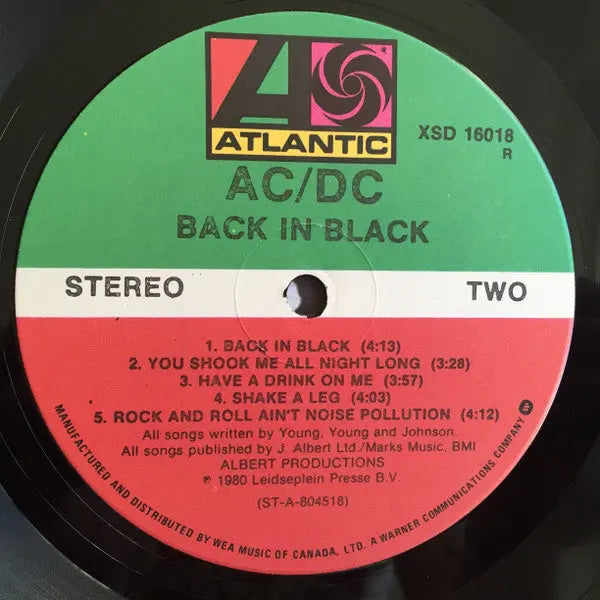 ATLANTIC
XSD 16018
R
AC/DC
BACK IN BLACK
STEREO
TWO
1. BACK IN BLACK (4:13)
2. YOU SHOOK ME ALL NIGHT LONG (3:28)
3. HAVE A DRINK ON ME (3:57)
4. SHAKE A LEG (4:03)
5. ROCK AND ROLL AIN'T NOISE POLLUTION (4:12)
All songs written by Young, Young and Johnson.
All songs published by J. Albert Ltd./Marks Music, BMI
ALBERT PRODUCTIONS
℗ 1980 Leidseplein Presse B.V.
(ST-A-804518)
MANUFACTURED AND DISTRIBUTED BY WEA MUSIC OF CANADA, LTD. A WARNER COMMUNICATIONS COMPANY